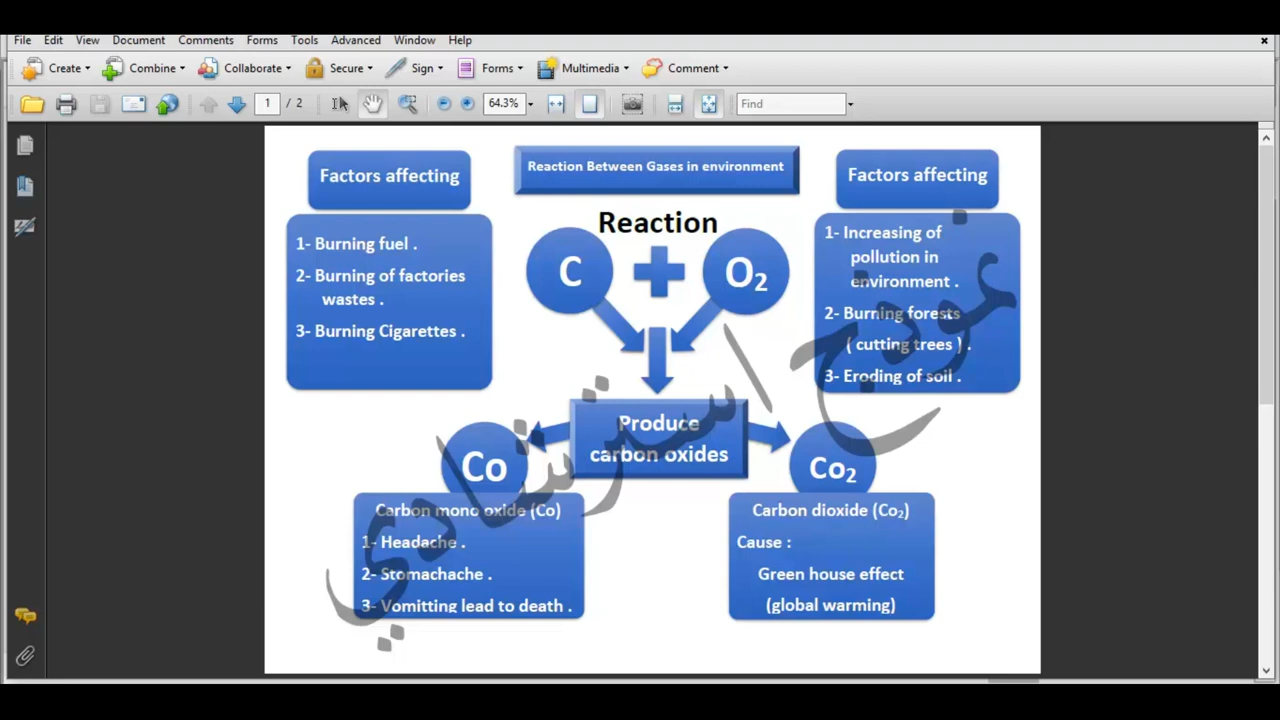 File Edit View Document Comments Forms Tools Advanced Window Help
Create Combine Collaborate Secure Sign Forms Multimedia Comment
1 / 2 64.3% Find
Reaction Between Gases in environment
Factors affecting
1- Burning fuel .
2- Burning of factories
wastes .
3- Burning Cigarettes .
Reaction
C + O₂
Factors affecting
1- Increasing of
pollution in
environment .
2- Burning forests
( cutting trees ) .
3- Eroding of soil .
Produce
carbon oxides
Co
Carbon mono oxide (Co)
1- Headache .
2- Stomachache .
3- Vomitting lead to death .
Co₂
Carbon dioxide (Co₂)
Cause :
Green house effect
(global warming)
نموذج استرشادي